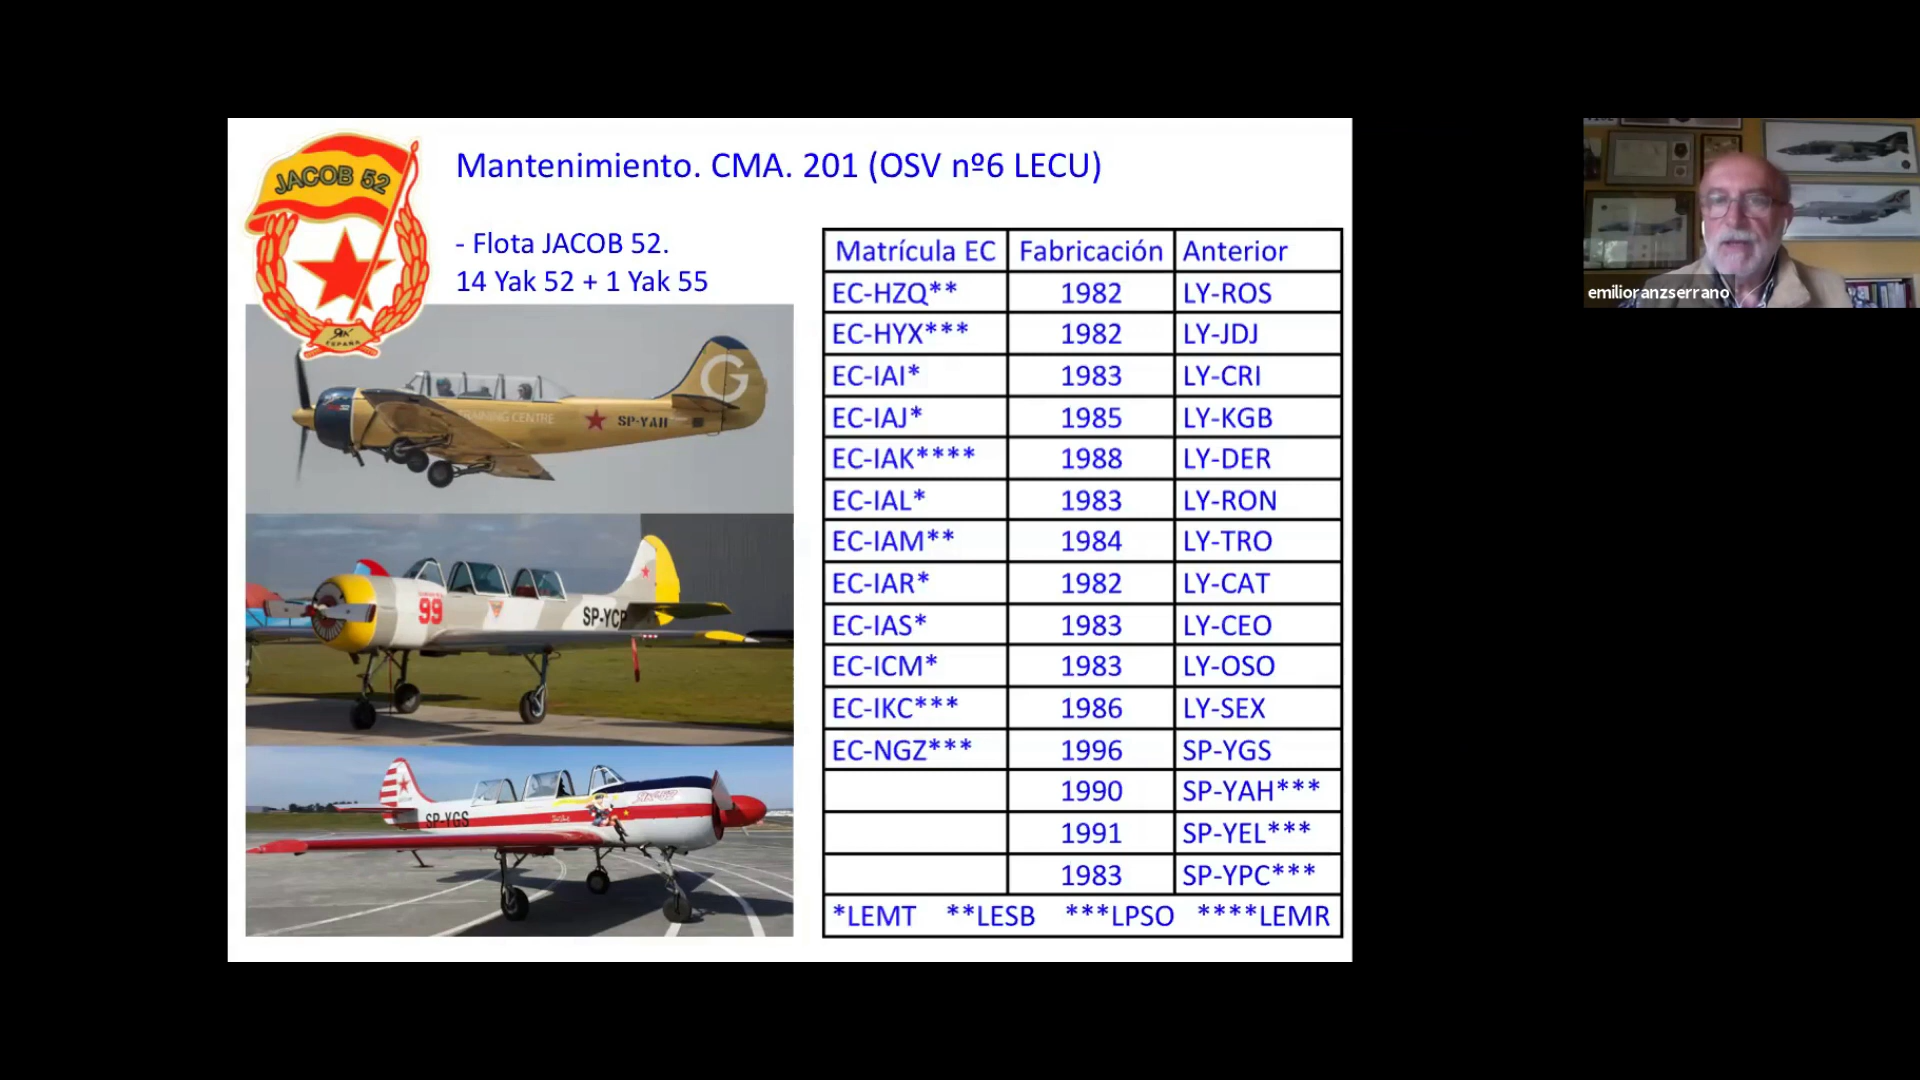 JACOB 52
ESPAÑA
Mantenimiento. CMA. 201 (OSV nº6 LECU)
- Flota JACOB 52.
14 Yak 52 + 1 Yak 55
TRAINING CENTRE
SP-YAH
G
99
SP-YCP
SP-YGS
Matrícula EC Fabricación Anterior
EC-HZQ** 1982 LY-ROS
EC-HYX*** 1982 LY-JDJ
EC-IAI* 1983 LY-CRI
EC-IAJ* 1985 LY-KGB
EC-IAK**** 1988 LY-DER
EC-IAL* 1983 LY-RON
EC-IAM** 1984 LY-TRO
EC-IAR* 1982 LY-CAT
EC-IAS* 1983 LY-CEO
EC-ICM* 1983 LY-OSO
EC-IKC*** 1986 LY-SEX
EC-NGZ*** 1996 SP-YGS
1990 SP-YAH***
1991 SP-YEL***
1983 SP-YPC***
*LEMT **LESB ***LPSO ****LEMR
emilioranzserrano